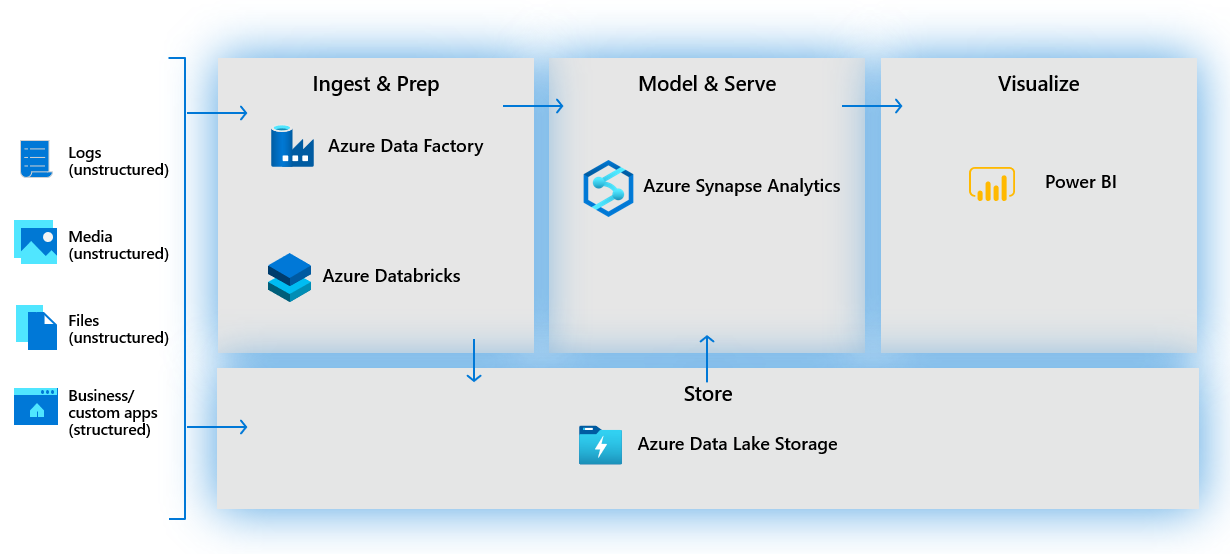 Ingest & Prep
Model & Serve
Visualize
Azure Data Factory
Azure Databricks
Azure Synapse Analytics
Power BI
Logs
(unstructured)
Media
(unstructured)
Files
(unstructured)
Business/
custom apps
(structured)
Store
Azure Data Lake Storage